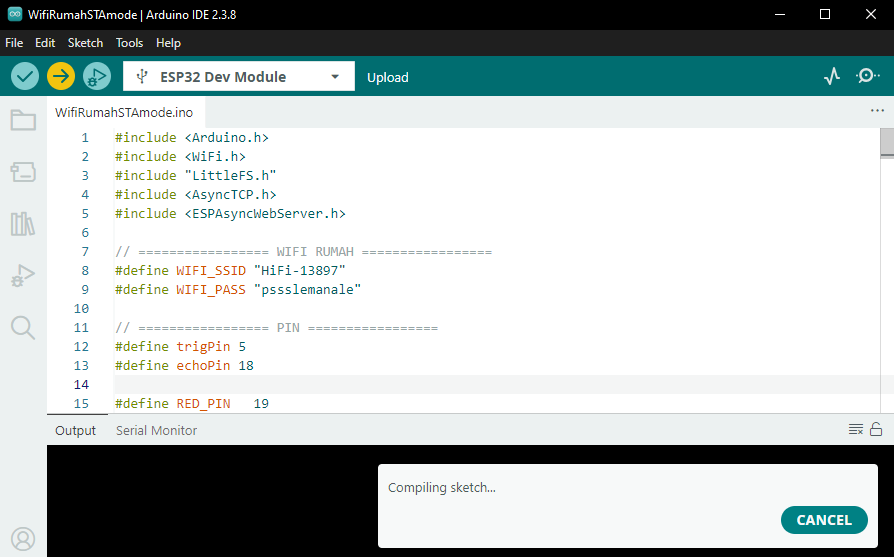 WifiRumahSTAmode | Arduino IDE 2.3.8
File Edit Sketch Tools Help
ESP32 Dev Module
Upload
WifiRumahSTAmode.ino
1 #include <Arduino.h>
2 #include <WiFi.h>
3 #include "LittleFS.h"
4 #include <AsyncTCP.h>
5 #include <ESPAsyncWebServer.h>
6
7 // ================= WIFI RUMAH =================
8 #define WIFI_SSID "HiFi-13897"
9 #define WIFI_PASS "pssslemanale"
10
11 // ================= PIN =================
12 #define trigPin 5
13 #define echoPin 18
14
15 #define RED_PIN   19
Output Serial Monitor
Compiling sketch...
CANCEL